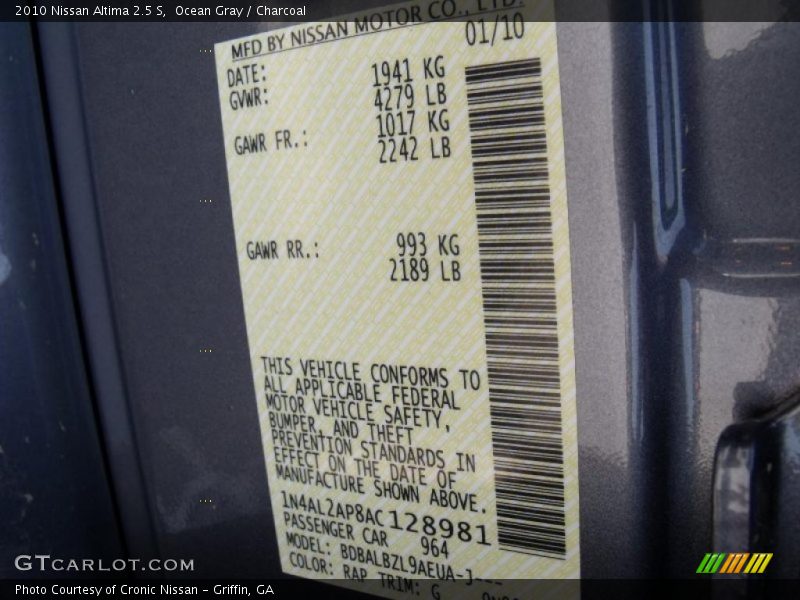 2010 Nissan Altima 2.5 S,  Ocean Gray / Charcoal
MFD BY NISSAN MOTOR CO., LTD.
DATE: 01/10
GVWR: 1941 KG
4279 LB
GAWR FR.: 1017 KG
2242 LB
GAWR RR.: 993 KG
2189 LB
THIS VEHICLE CONFORMS TO
ALL APPLICABLE FEDERAL
MOTOR VEHICLE SAFETY,
BUMPER, AND THEFT
PREVENTION STANDARDS IN
EFFECT ON THE DATE OF
MANUFACTURE SHOWN ABOVE.
1N4AL2AP8AC128981
PASSENGER CAR 964
MODEL: BDBALBZL9AEUA-J---
COLOR: RAP TRIM: G
GTCARLOT.COM
Photo Courtesy of Cronic Nissan - Griffin, GA